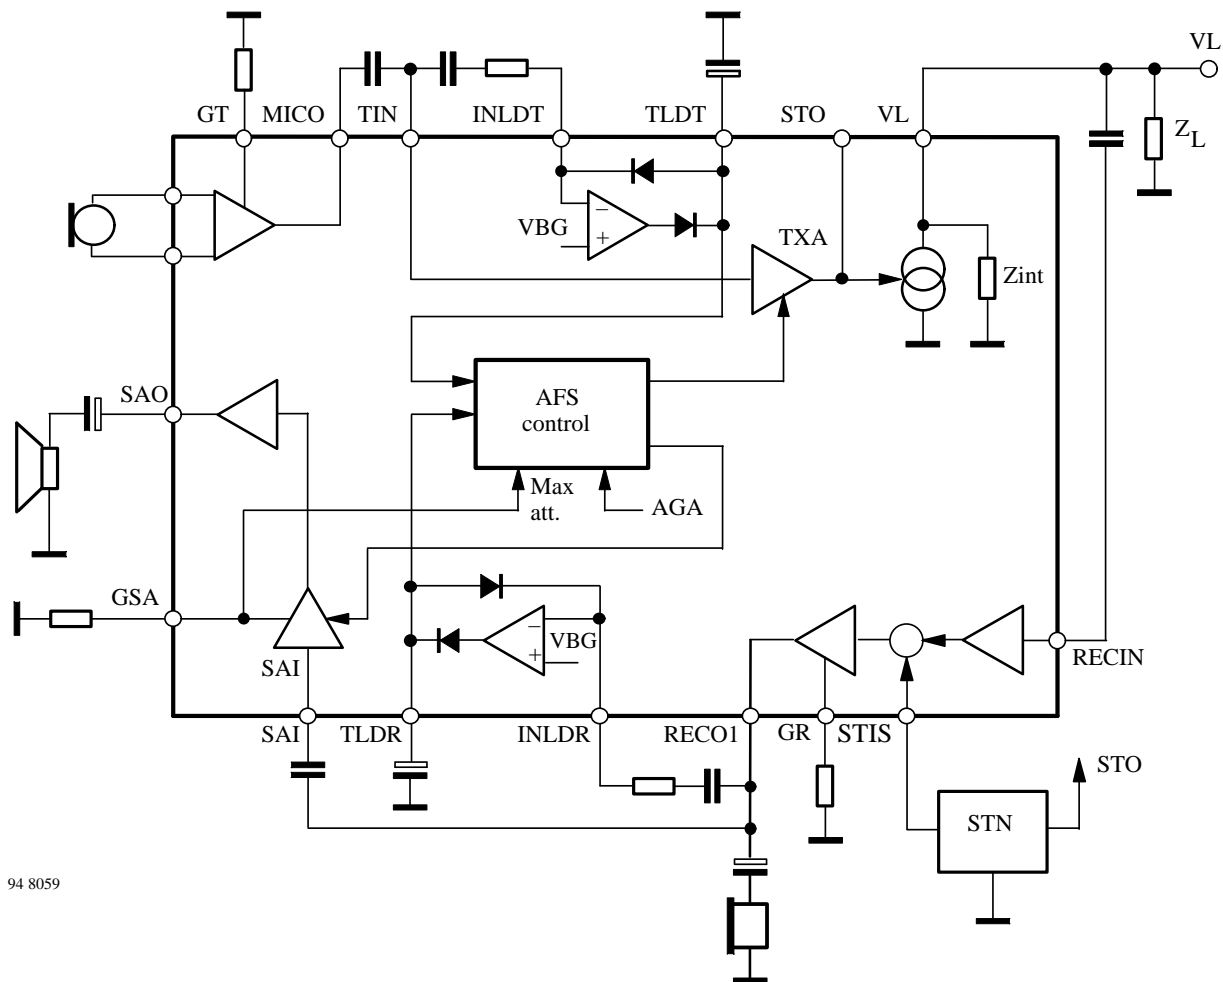 VL
GT
MICO
TIN
INLDT
TLDT
STO
VL
ZL
VBG
−
+
TXA
Zint
SAO
AFS
control
Max
att.
AGA
GSA
SAI
−
VBG
+
RECIN
SAI
TLDR
INLDR
RECO1
GR
STIS
STO
STN
94 8059